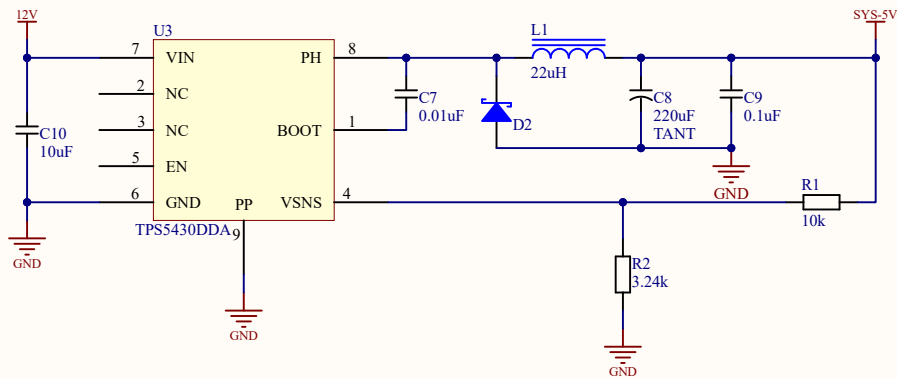 12V
SYS-5V
U3
L1
7
VIN
PH
8
22uH
2
NC
C7
0.01uF
C8
220uF
TANT
C9
0.1uF
D2
C10
10uF
3
NC
BOOT
1
5
EN
GND
R1
10k
6
GND
PP
VSNS
4
TPS5430DDA
9
GND
R2
3.24k
GND
GND